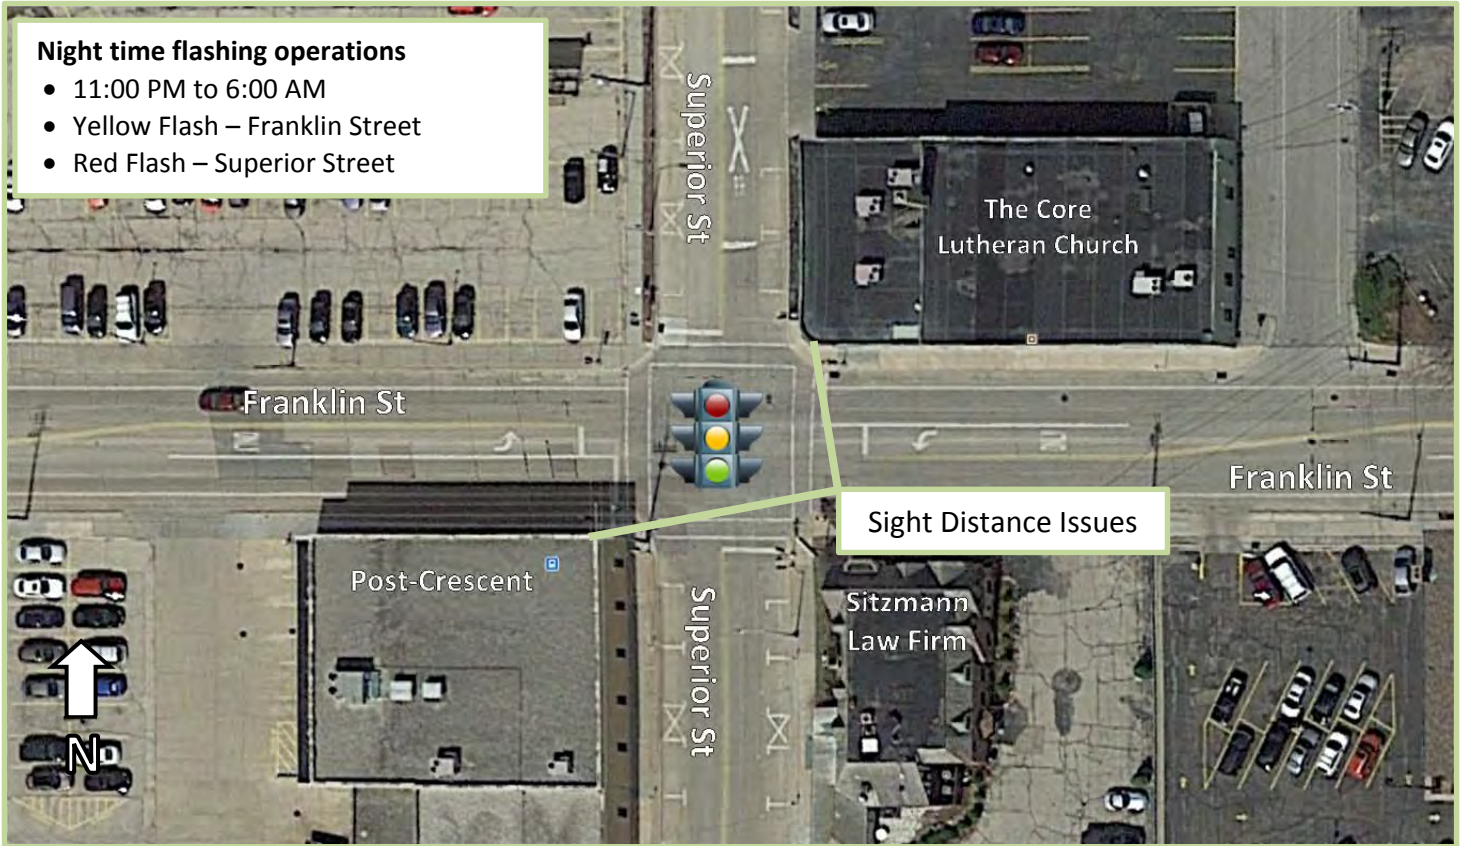 Night time flashing operations
• 11:00 PM to 6:00 AM
• Yellow Flash – Franklin Street
• Red Flash – Superior Street
Superior St
The Core
Lutheran Church
Franklin St
Franklin St
Sight Distance Issues
Post-Crescent
Superior St
Sitzmann
Law Firm
N